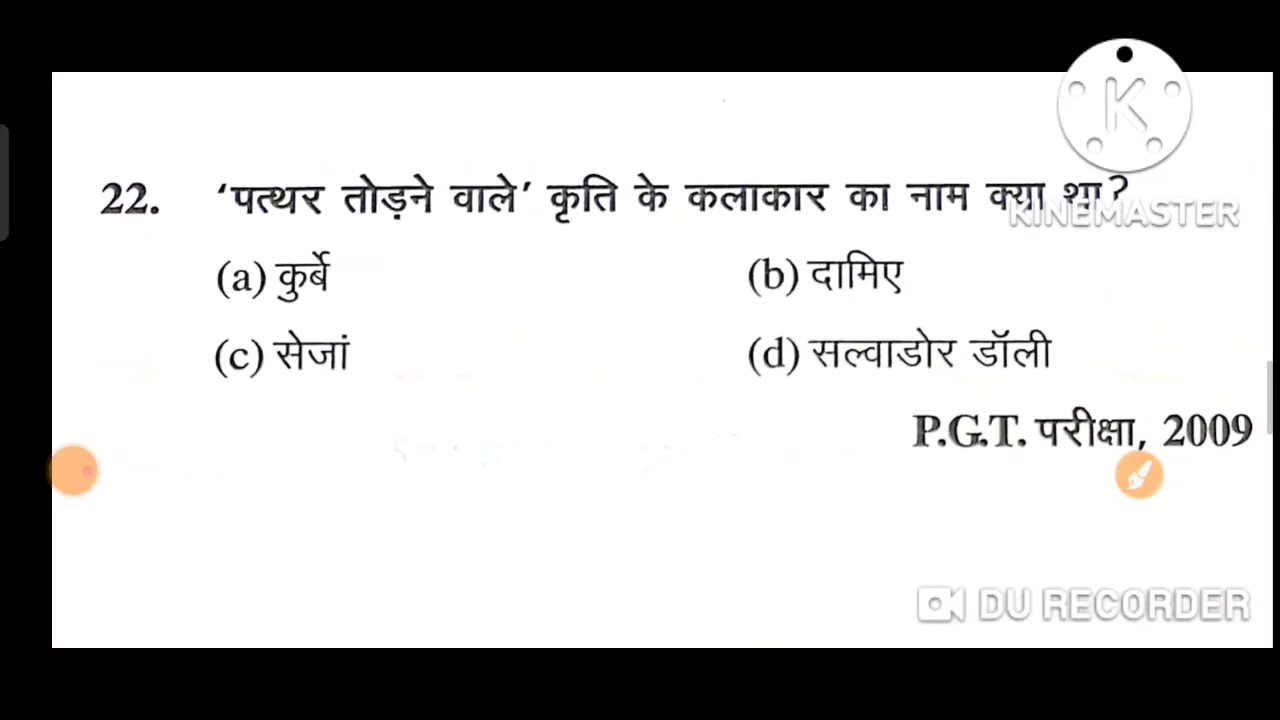 22. ‘पत्थर तोड़ने वाले’ कृति के कलाकार का नाम क्या था?
KINEMASTER
(a) कुर्बे (b) दामिए
(c) सेजां (d) सल्वाडोर डॉली
P.G.T. परीक्षा, 2009
DU RECORDER